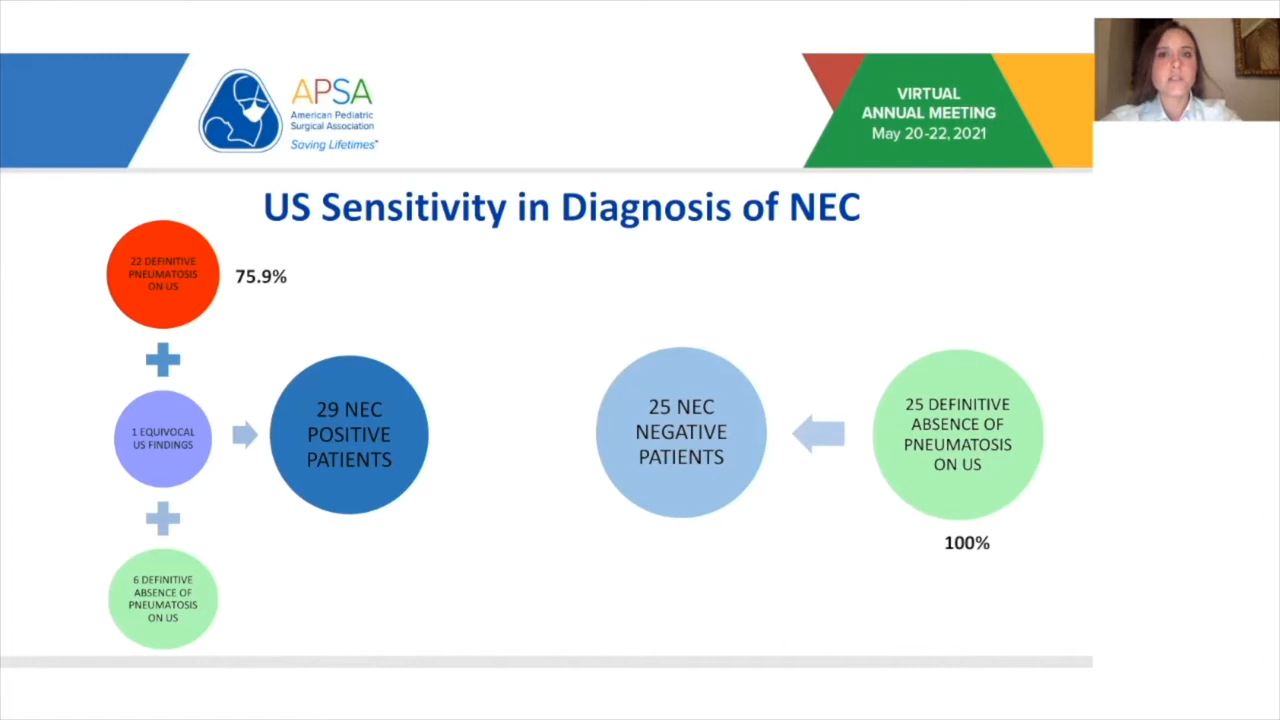 APSA
American Pediatric
Surgical Association
Saving Lifetimes
VIRTUAL
ANNUAL MEETING
May 20-22, 2021
US Sensitivity in Diagnosis of NEC
22 DEFINITIVE
PNEUMATOSIS
ON US
75.9%
1 EQUIVOCAL
US FINDINGS
6 DEFINITIVE
ABSENCE OF
PNEUMATOSIS
ON US
29 NEC
POSITIVE
PATIENTS
25 NEC
NEGATIVE
PATIENTS
25 DEFINITIVE
ABSENCE OF
PNEUMATOSIS
ON US
100%